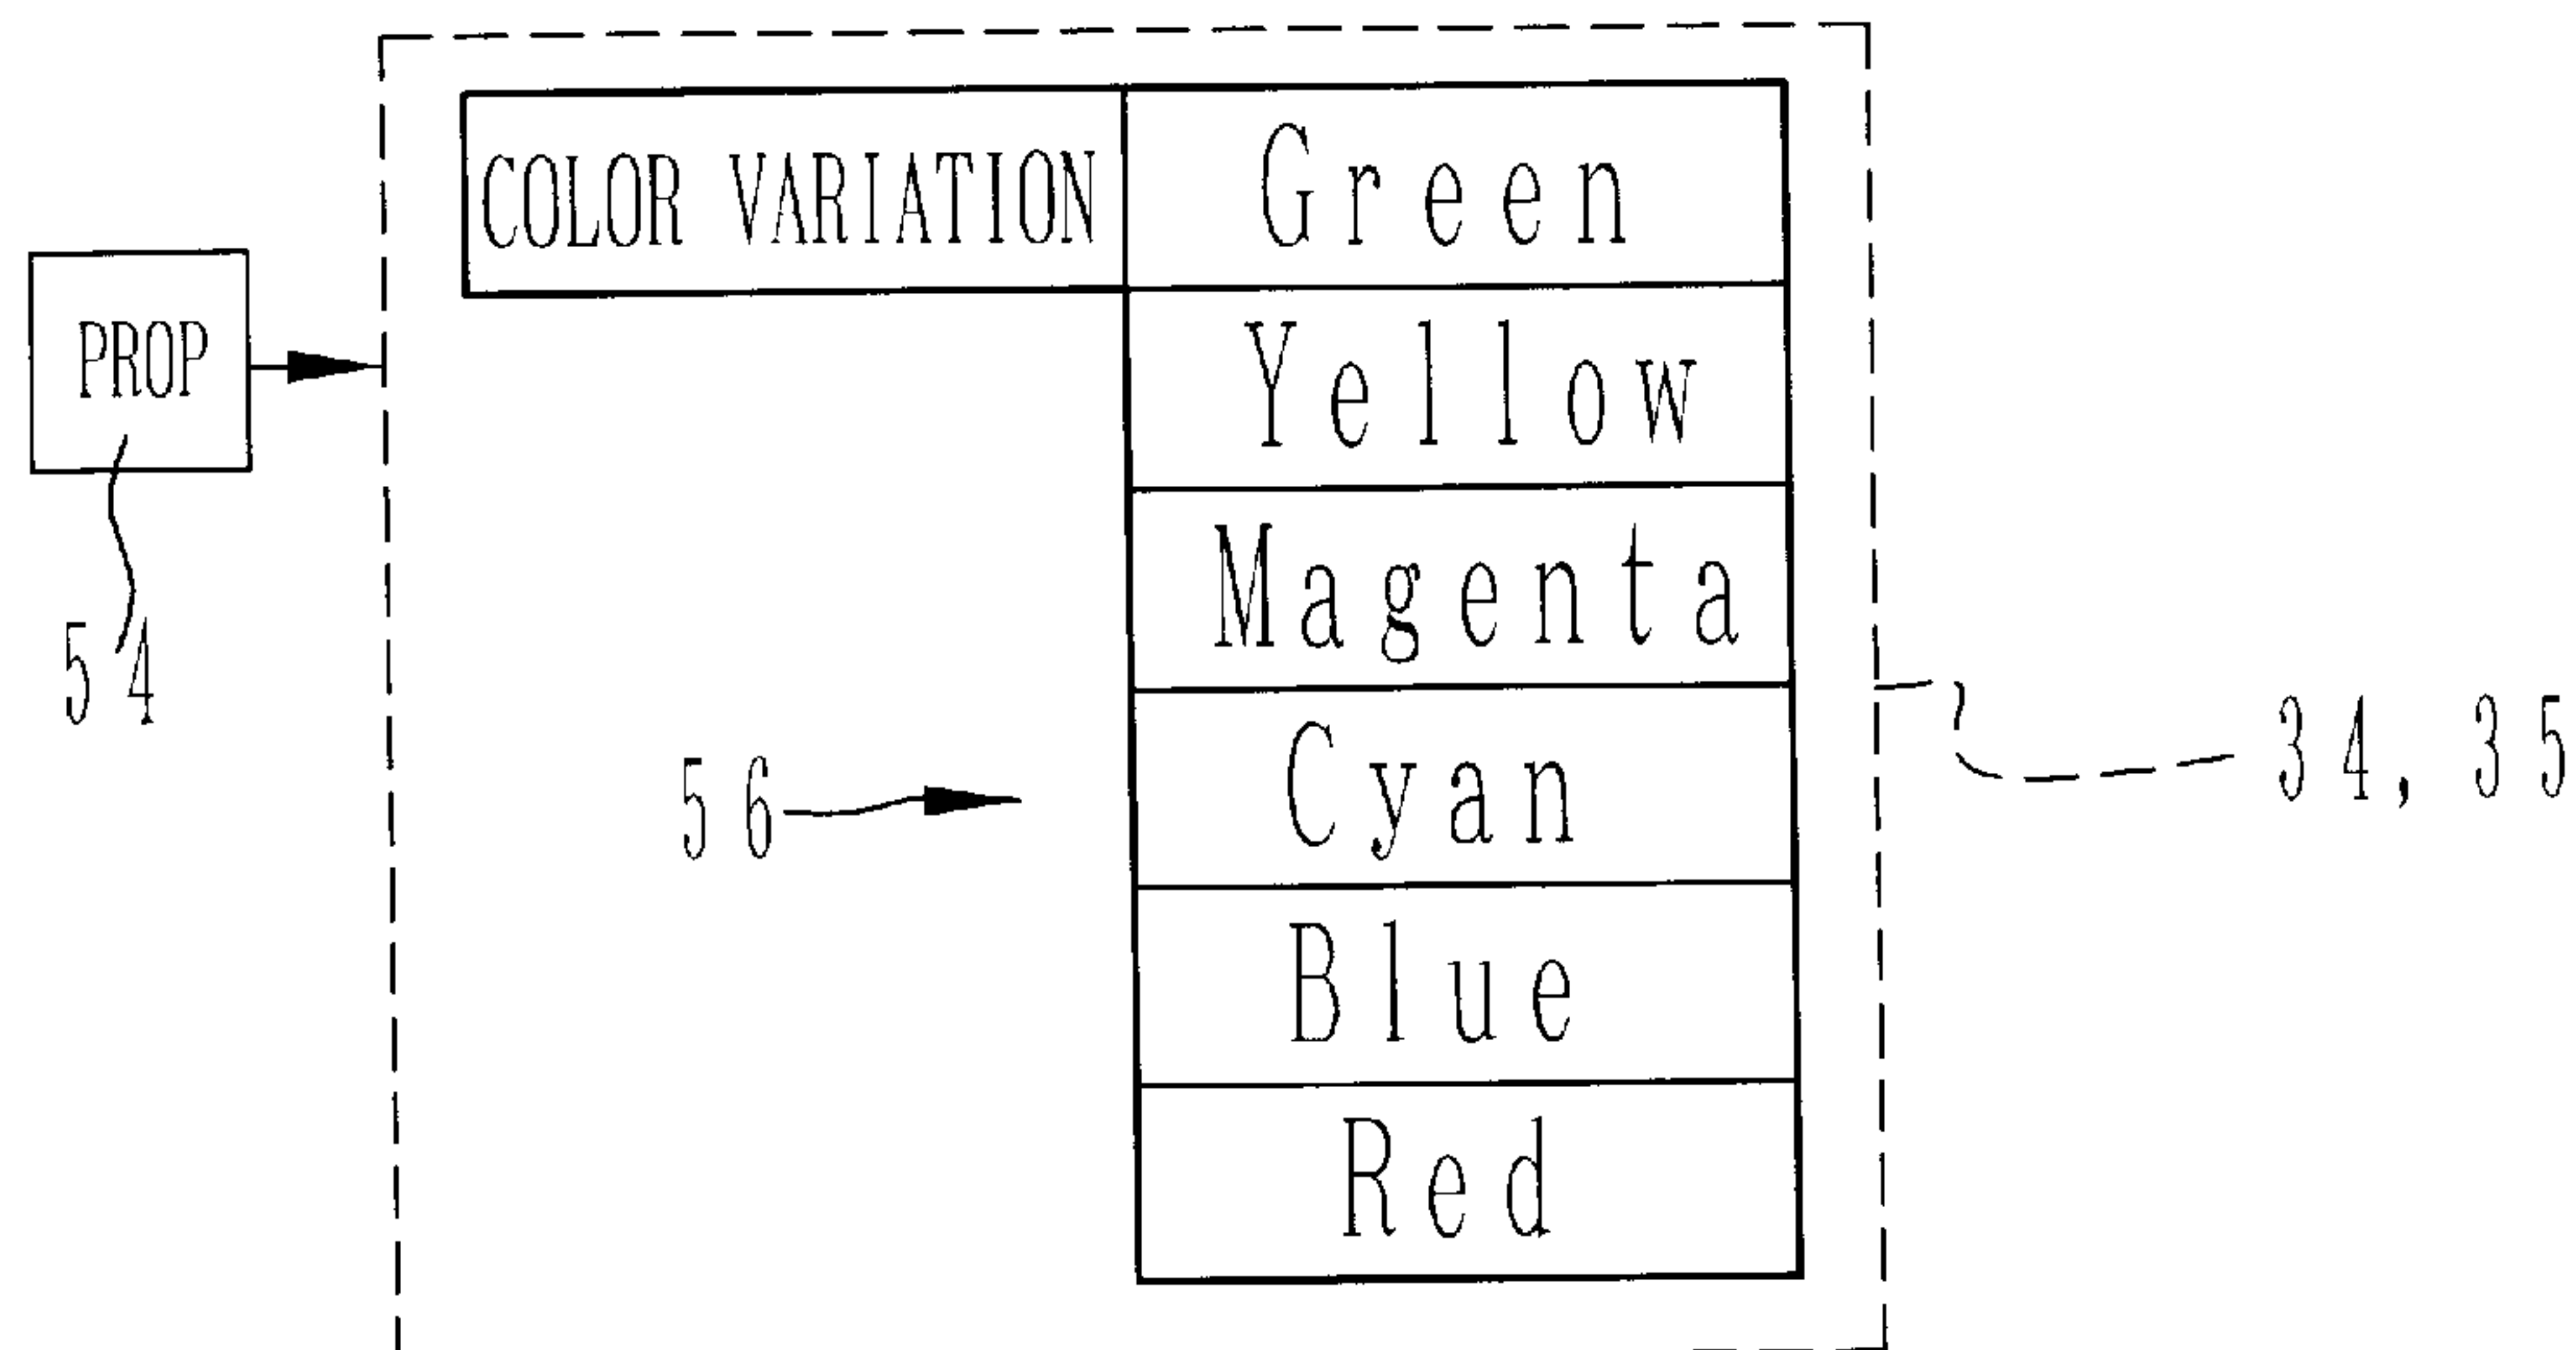 COLOR VARIATION Green
PROP
Yellow
Magenta
54
56
Cyan
34, 35
Blue
Red